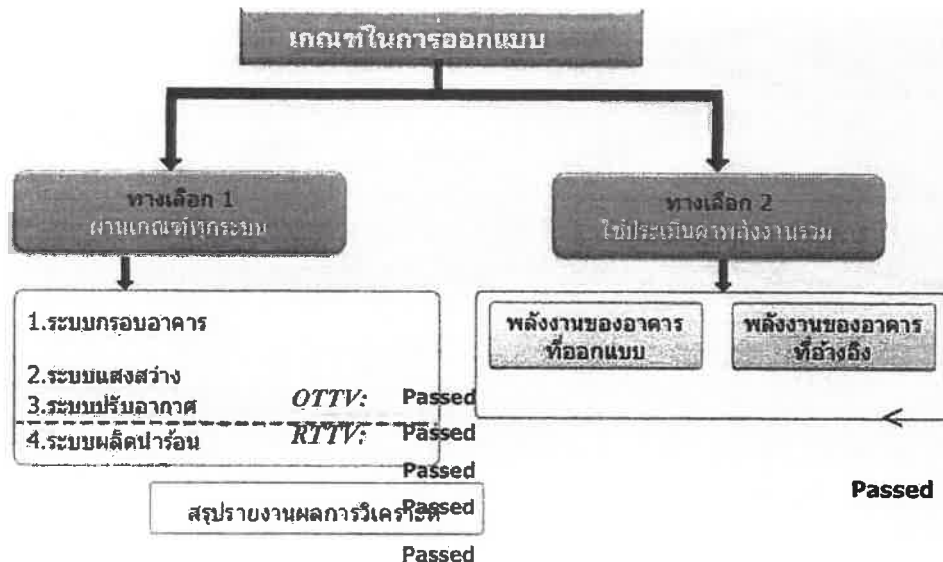 เกณฑ์ในการออกแบบ
ทางเลือก 1
ผ่านเกณฑ์ทุกระบบ
ทางเลือก 2
ใช้ประเมินค่าพลังงานรวม
1.ระบบกรอบอาคาร
2.ระบบแสงสว่าง
3.ระบบปรับอากาศ OTTV: Passed
4.ระบบผลิตน้ำร้อน RTTV: Passed
Passed
สรุปรายงานผลการวิเคราะห์ Passed
Passed
พลังงานของอาคาร
ที่ออกแบบ
พลังงานของอาคาร
ที่อ้างอิง
Passed